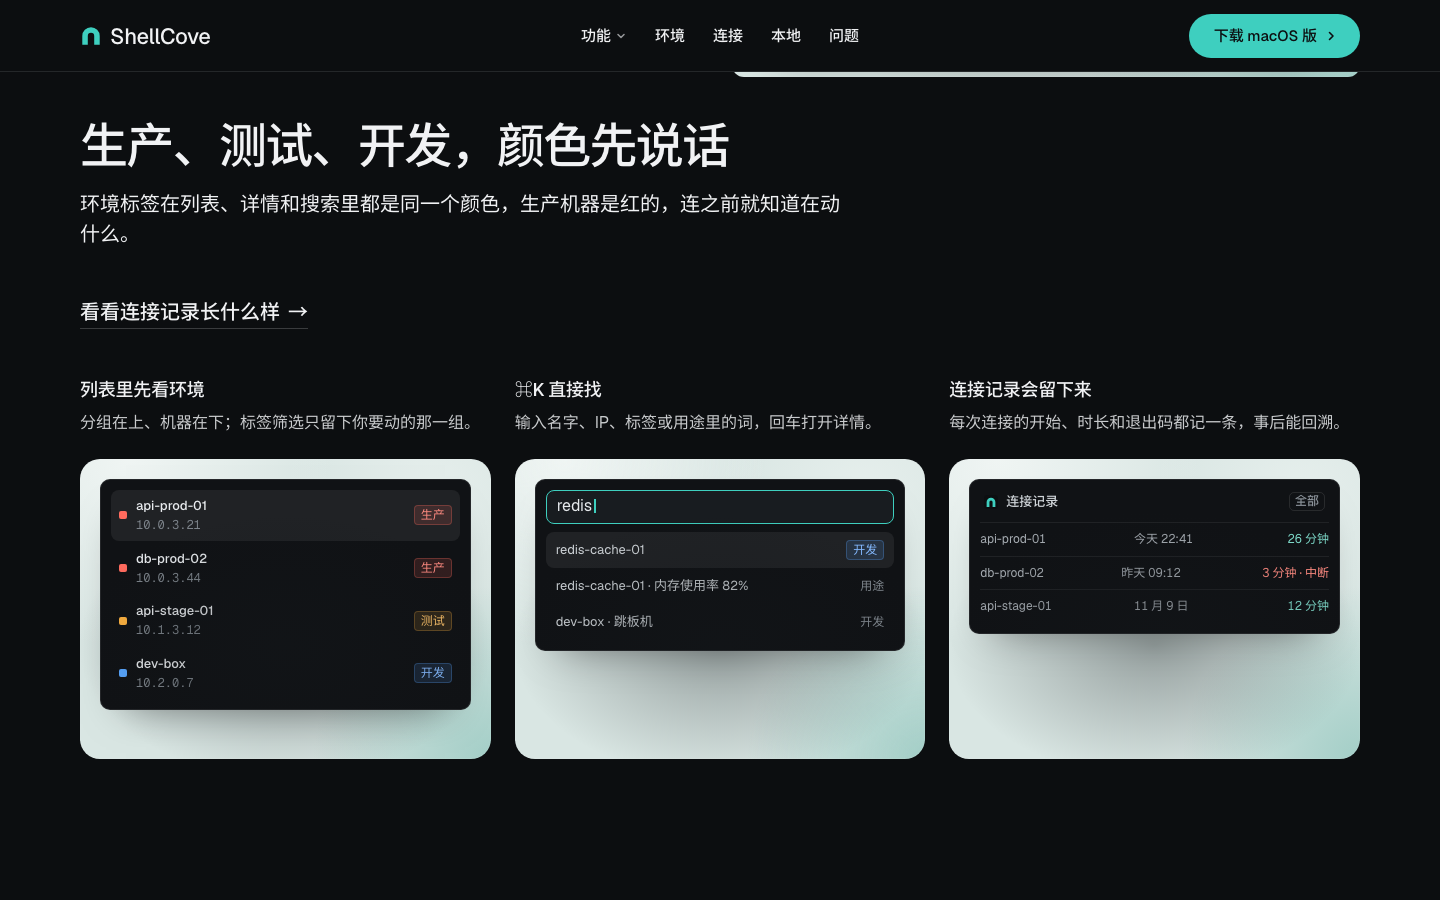 ShellCove
功能
环境
连接
本地
问题
下载 macOS 版
生产、测试、开发，颜色先说话
环境标签在列表、详情和搜索里都是同一个颜色，生产机器是红的，连之前就知道在动
什么。
看看连接记录长什么样 →
列表里先看环境
分组在上、机器在下；标签筛选只留下你要动的那一组。
api-prod-01
10.0.3.21
生产
db-prod-02
10.0.3.44
生产
api-stage-01
10.1.3.12
测试
dev-box
10.2.0.7
开发
⌘K 直接找
输入名字、IP、标签或用途里的词，回车打开详情。
redis
redis-cache-01
开发
redis-cache-01 · 内存使用率 82%
用途
dev-box · 跳板机
开发
连接记录会留下来
每次连接的开始、时长和退出码都记一条，事后能回溯。
连接记录
全部
api-prod-01 今天 22:41 26 分钟
db-prod-02 昨天 09:12 3 分钟 · 中断
api-stage-01 11 月 9 日 12 分钟